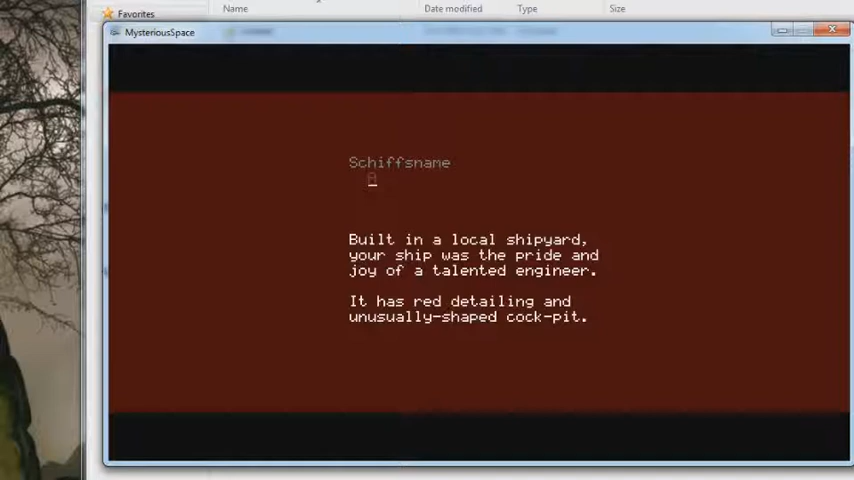 Name
Date modified
Type
Size
Favorites
MysteriousSpace
Schiffsname
Built in a local shipyard,
your ship was the pride and
joy of a talented engineer.
It has red detailing and
unusually-shaped cock-pit.